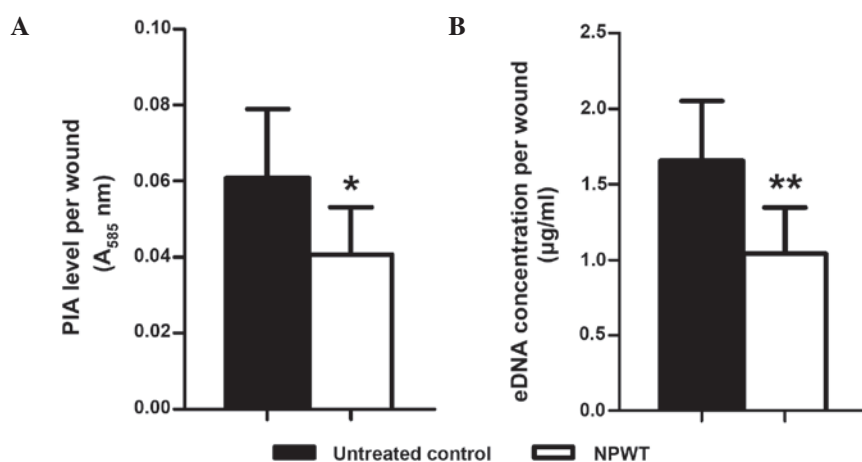 A
PIA level per wound
(A585 nm)
0.10
0.08
0.06
0.04
0.02
0.00
*
B
eDNA concentration per wound
(µg/ml)
2.5
2.0
1.5
1.0
0.5
0.0
**
Untreated control NPWT